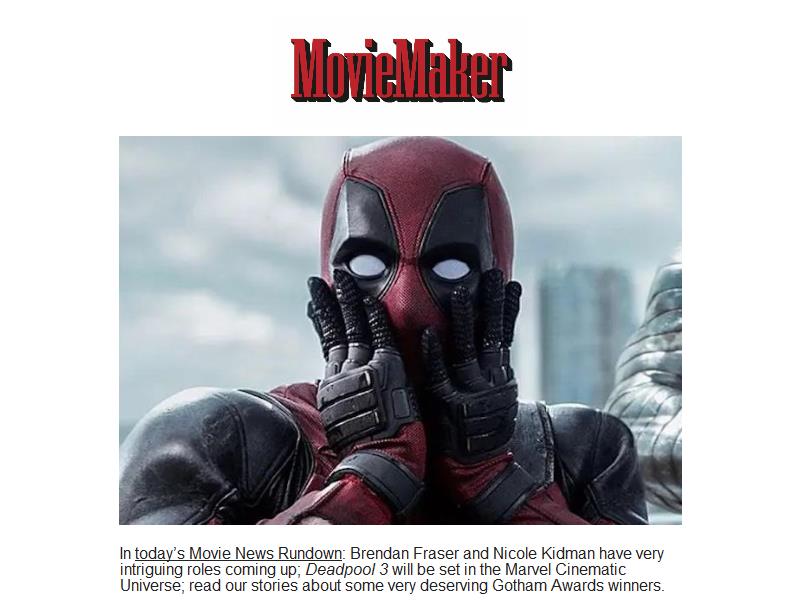 MovieMaker
In today's Movie News Rundown: Brendan Fraser and Nicole Kidman have very
intriguing roles coming up; Deadpool 3 will be set in the Marvel Cinematic
Universe; read our stories about some very deserving Gotham Awards winners.